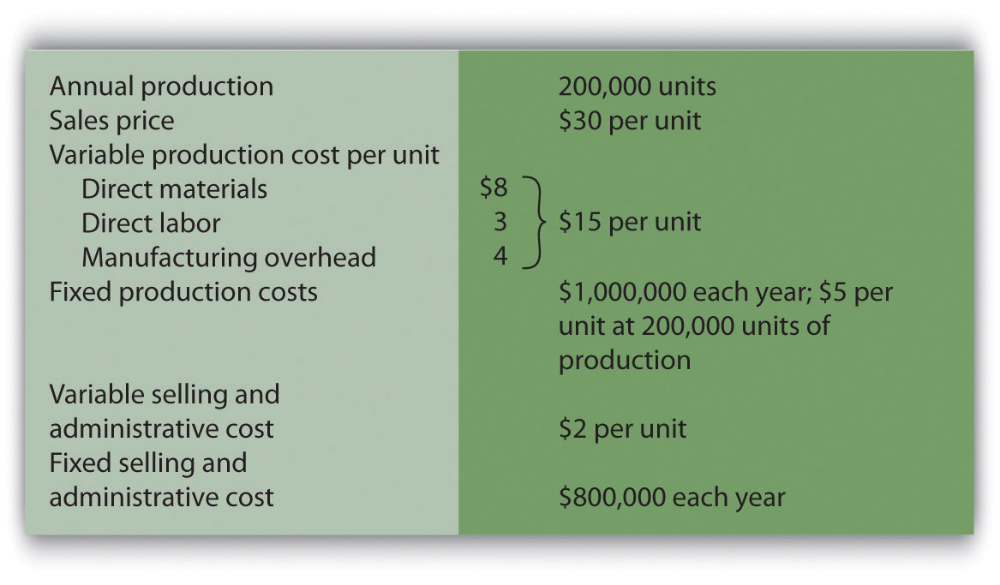 Annual production 200,000 units
Sales price $30 per unit
Variable production cost per unit
Direct materials $8
Direct labor 3 $15 per unit
Manufacturing overhead 4
Fixed production costs $1,000,000 each year; $5 per
unit at 200,000 units of
production
Variable selling and
administrative cost $2 per unit
Fixed selling and
administrative cost $800,000 each year